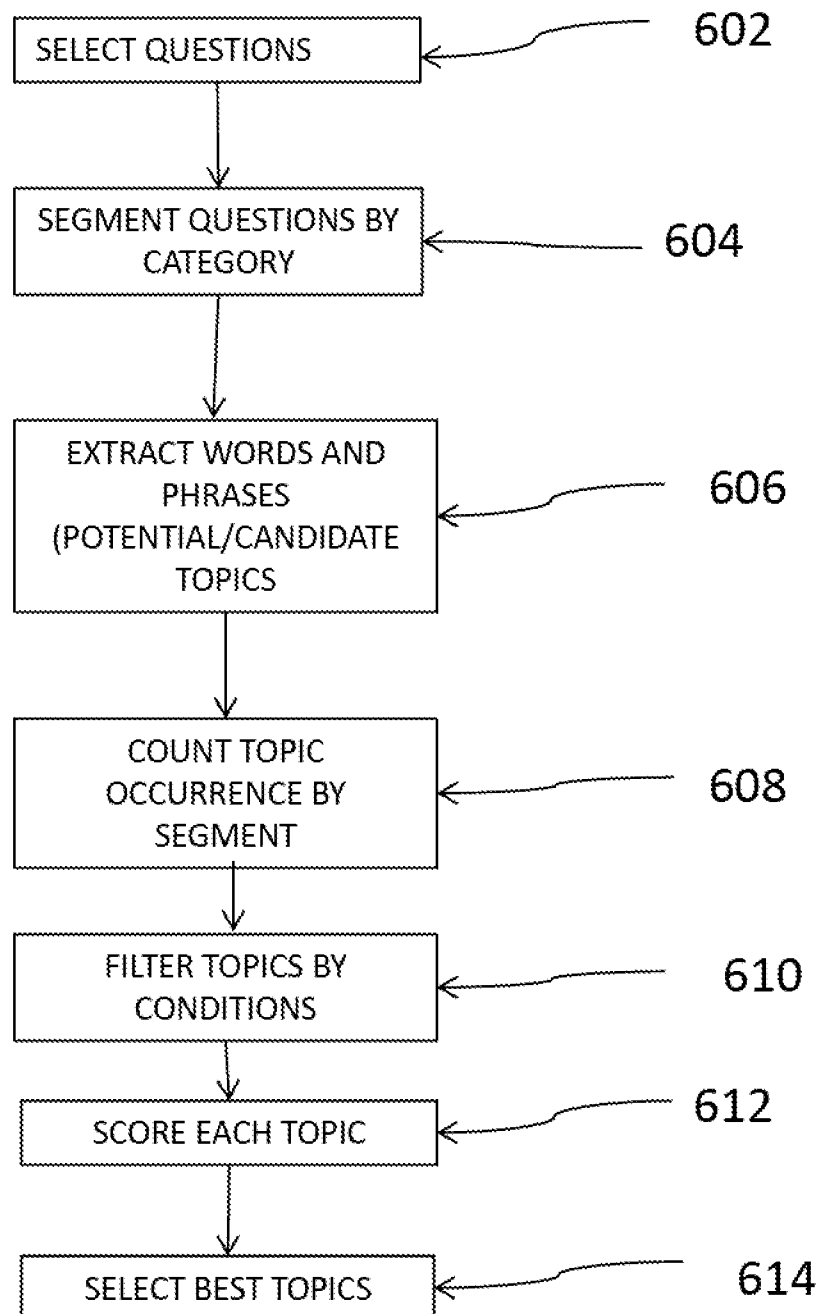 SELECT QUESTIONS
602
SEGMENT QUESTIONS BY
CATEGORY
604
EXTRACT WORDS AND
PHRASES
(POTENTIAL/CANDIDATE
TOPICS
606
COUNT TOPIC
OCCURRENCE BY
SEGMENT
608
FILTER TOPICS BY
CONDITIONS
610
SCORE EACH TOPIC
612
SELECT BEST TOPICS
614